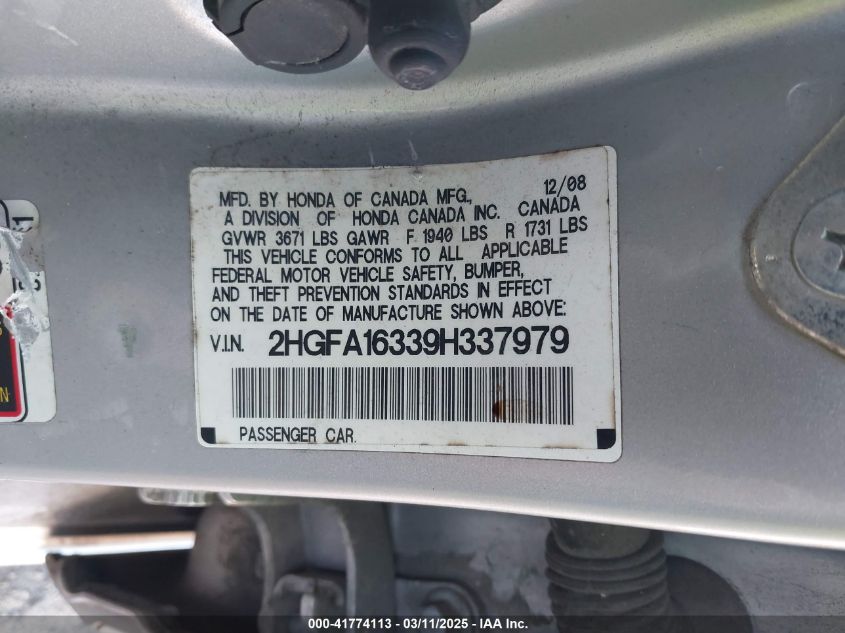 MFD. BY HONDA OF CANADA MFG., 12/08
A DIVISION OF HONDA CANADA INC. CANADA
GVWR 3671 LBS GAWR F 1940 LBS R 1731 LBS
THIS VEHICLE CONFORMS TO ALL APPLICABLE
FEDERAL MOTOR VEHICLE SAFETY, BUMPER,
AND THEFT PREVENTION STANDARDS IN EFFECT
ON THE DATE OF MANUFACTURE SHOWN ABOVE:
V.I.N. 2HGFA16339H337979
PASSENGER CAR.
000-41774113 - 03/11/2025 - IAA Inc.